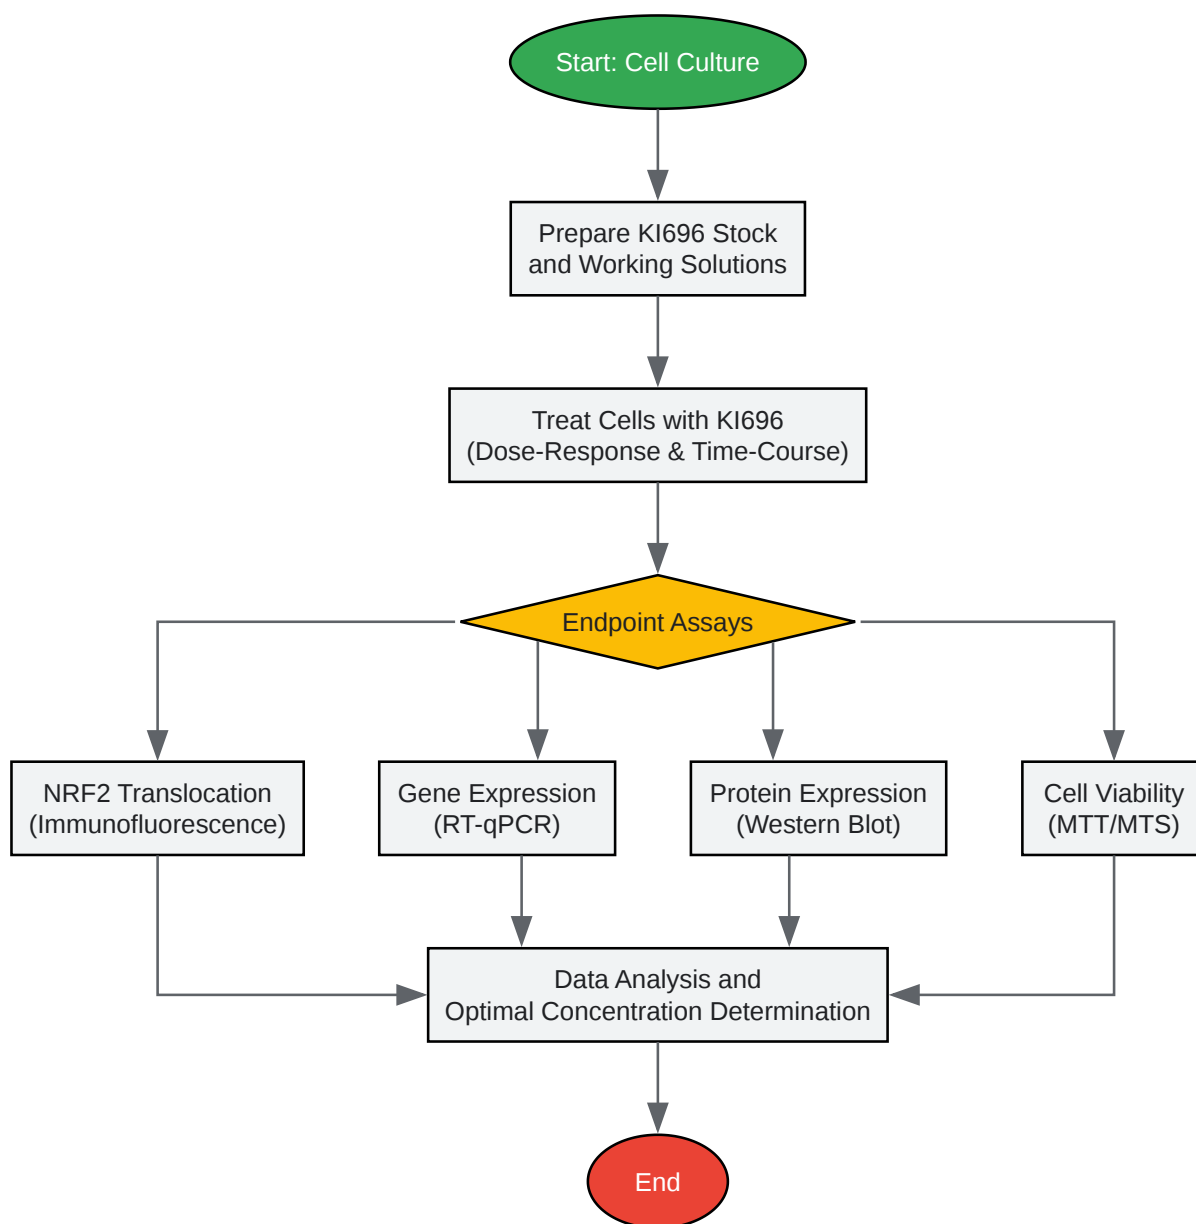 Start: Cell Culture
Prepare KI696 Stock
and Working Solutions
Treat Cells with KI696
(Dose-Response & Time-Course)
Endpoint Assays
NRF2 Translocation
(Immunofluorescence)
Gene Expression
(RT-qPCR)
Protein Expression
(Western Blot)
Cell Viability
(MTT/MTS)
Data Analysis and
Optimal Concentration Determination
End